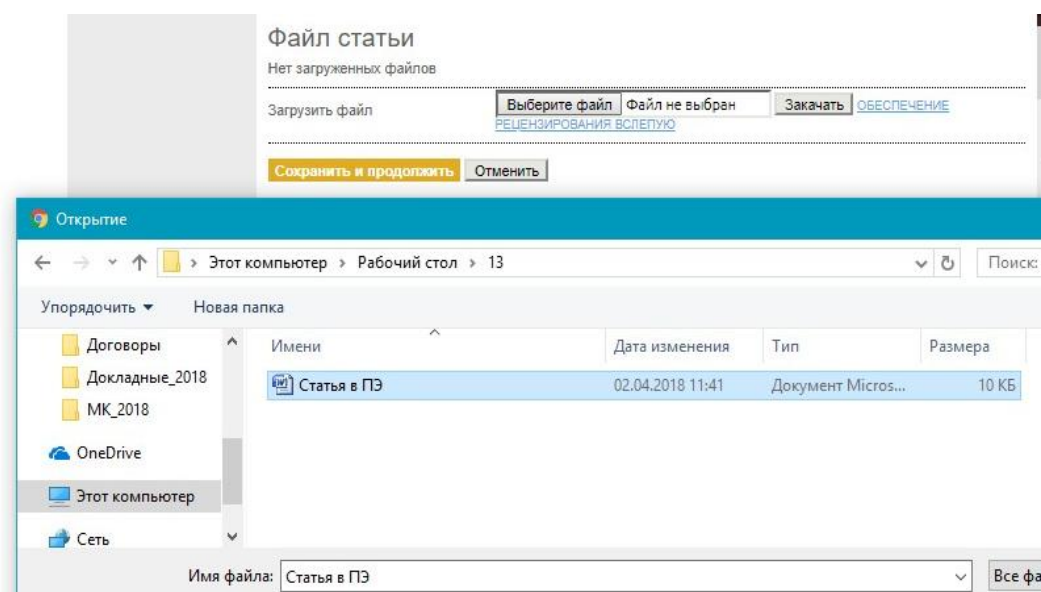 Файл статьи
Нет загруженных файлов
Загрузить файл Выберите файл Файл не выбран Закачать ОБЕСПЕЧЕНИЕ
РЕЦЕНЗИРОВАНИЯ ВСЛЕПУЮ
Сохранить и продолжить Отменить
Открытие
Этот компьютер > Рабочий стол > 13 Поиск:
Упорядочить Новая папка
Договоры Имени Дата изменения Тип Размера
Докладные_2018 Статья в ПЭ 02.04.2018 11:41 Документ Micros... 10 КБ
МК_2018
OneDrive
Этот компьютер
Сеть
Имя файла: Статья в ПЭ Все фа